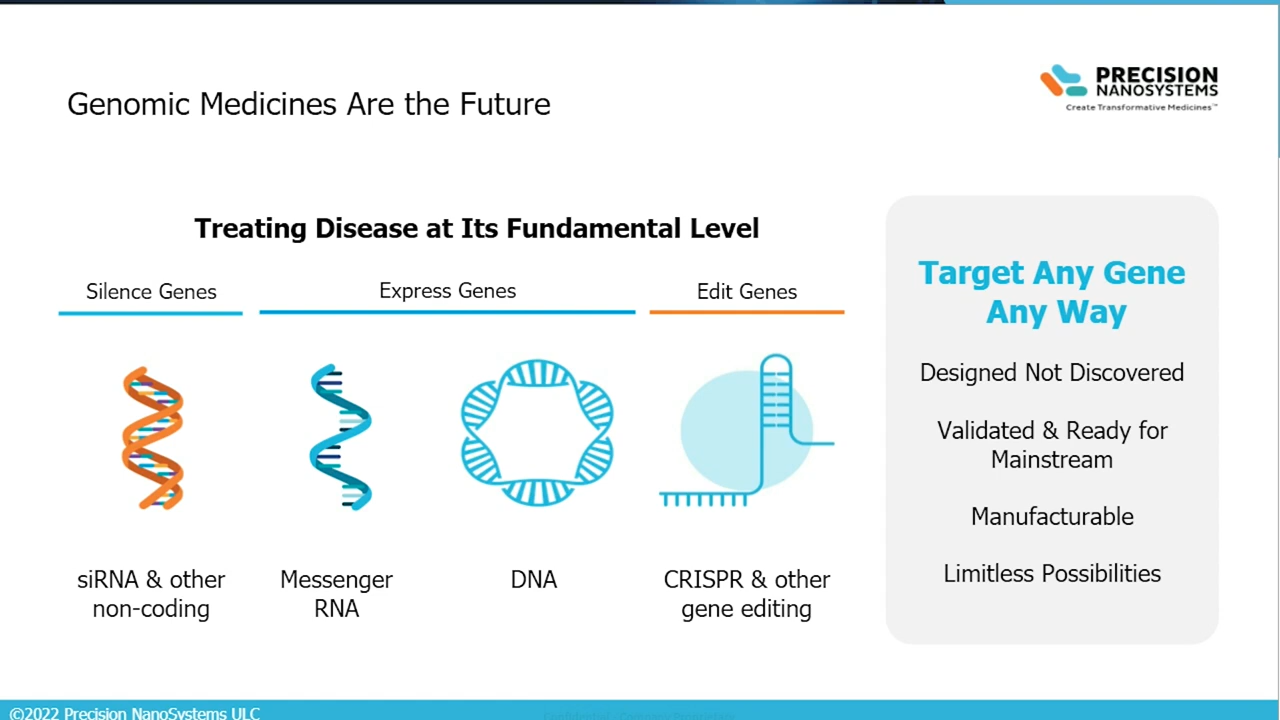 PRECISION
NANOSYSTEMS
Create Transformative Medicines™
Genomic Medicines Are the Future
Treating Disease at Its Fundamental Level
Silence Genes
Express Genes
Edit Genes
siRNA & other
non-coding
Messenger
RNA
DNA
CRISPR & other
gene editing
Target Any Gene
Any Way
Designed Not Discovered
Validated & Ready for
Mainstream
Manufacturable
Limitless Possibilities
©2022 Precision NanoSystems ULC